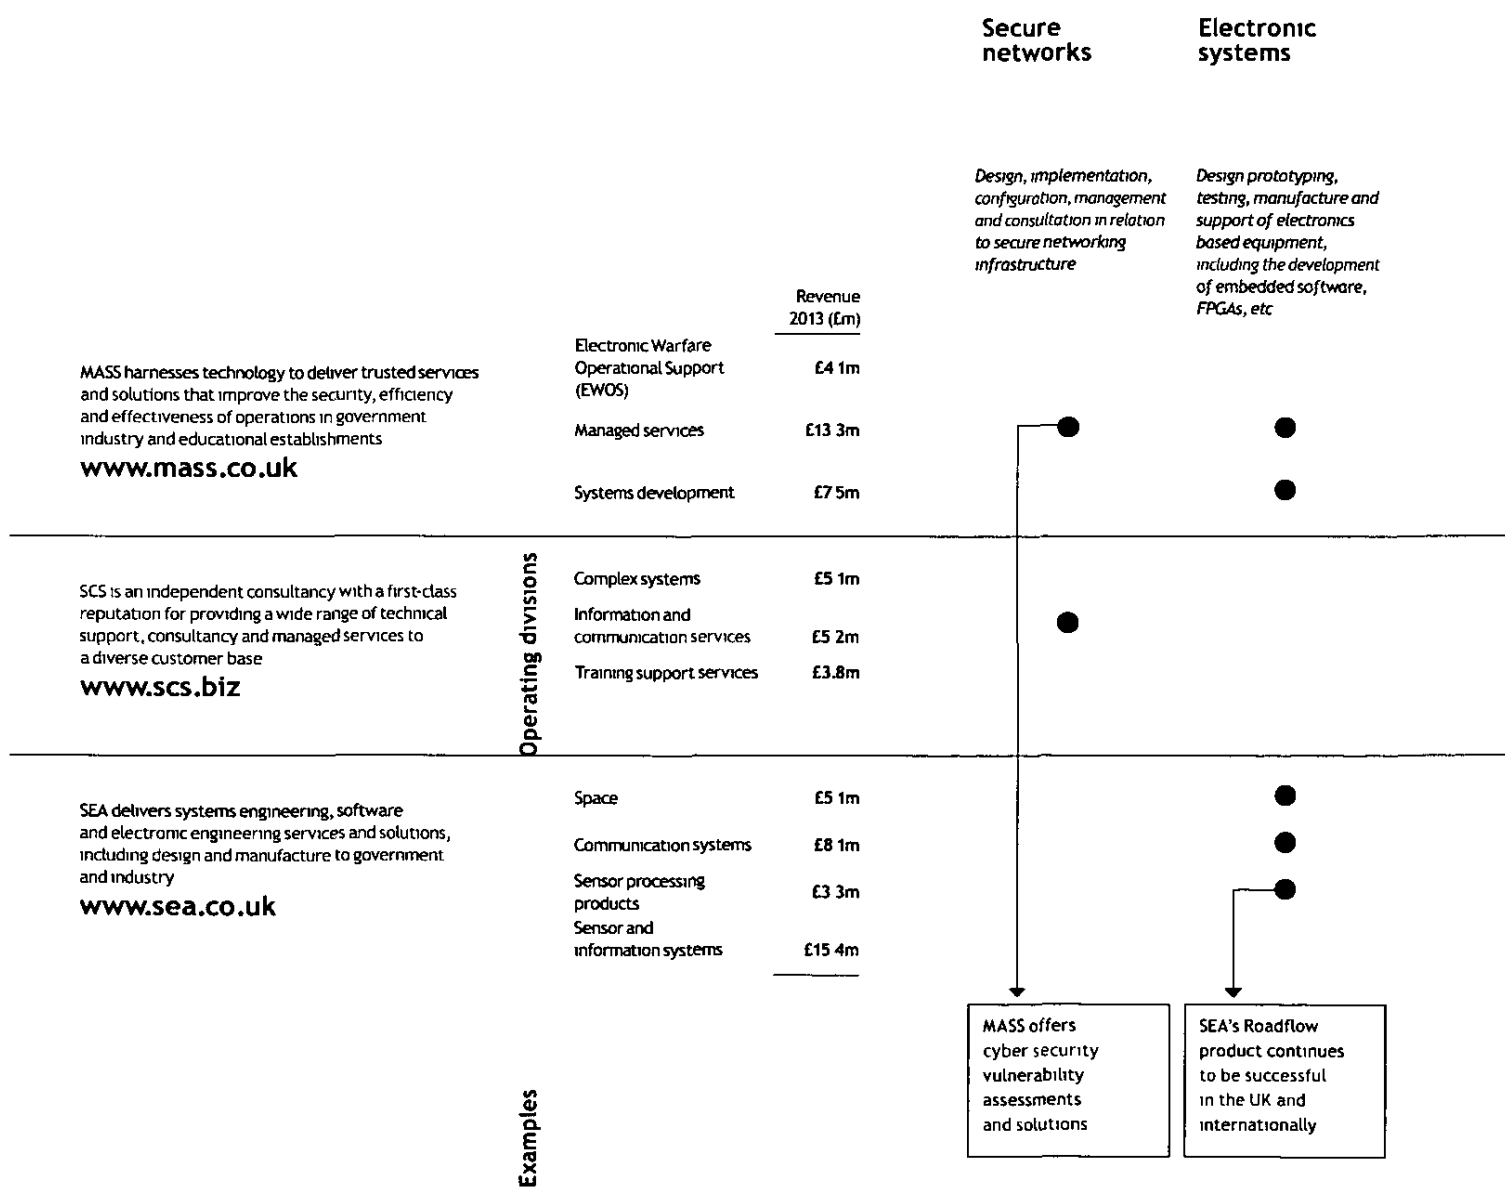 Secure
networks
Electronic
systems
Design, implementation,
configuration, management
and consultation in relation
to secure networking
infrastructure
Design prototyping,
testing, manufacture and
support of electronics
based equipment,
including the development
of embedded software,
FPGAs, etc
Revenue
2013 (£m)
MASS harnesses technology to deliver trusted services
and solutions that improve the security, efficiency
and effectiveness of operations in government
industry and educational establishments
www.mass.co.uk
Electronic Warfare
Operational Support
(EWOS)
£4 1m
Managed services £13 3m
Systems development £7 5m
Operating divisions
SCS is an independent consultancy with a first-class
reputation for providing a wide range of technical
support, consultancy and managed services to
a diverse customer base
www.scs.biz
Complex systems £5 1m
Information and
communication services £5 2m
Training support services £3.8m
SEA delivers systems engineering, software
and electronic engineering services and solutions,
including design and manufacture to government
and industry
www.sea.co.uk
Space £5 1m
Communication systems £8 1m
Sensor processing
products
£3 3m
Sensor and
information systems £15 4m
Examples
MASS offers
cyber security
vulnerability
assessments
and solutions
SEA's Roadflow
product continues
to be successful
in the UK and
internationally